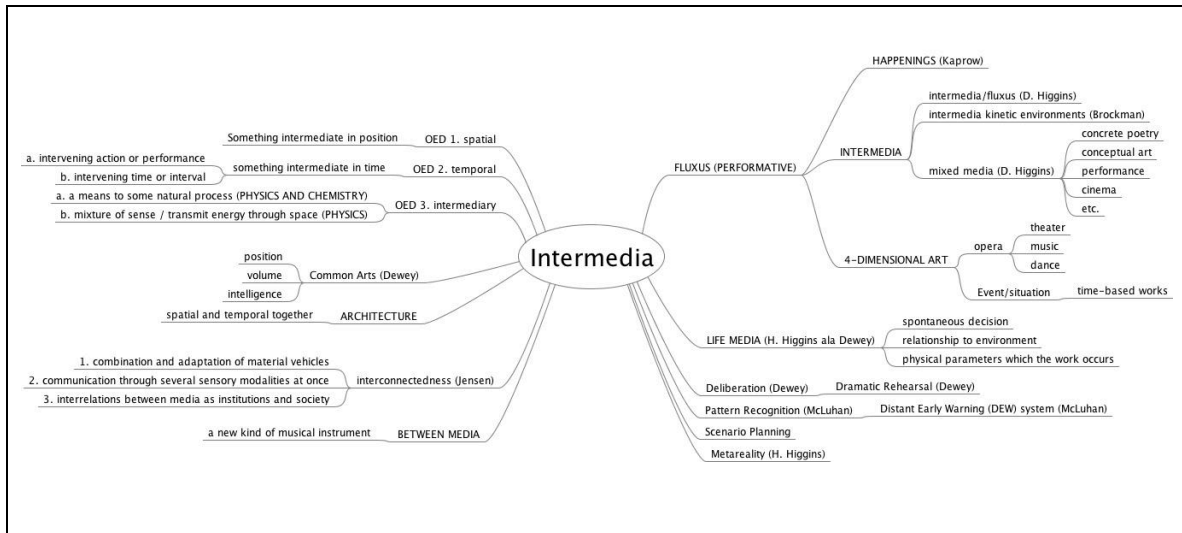 Intermedia
Something intermediate in position
OED 1. spatial
a. intervening action or performance
b. intervening time or interval
something intermediate in time
OED 2. temporal
a. a means to some natural process (PHYSICS AND CHEMISTRY)
b. mixture of sense / transmit energy through space (PHYSICS)
OED 3. intermediary
position
volume
intelligence
Common Arts (Dewey)
spatial and temporal together
ARCHITECTURE
1. combination and adaptation of material vehicles
2. communication through several sensory modalities at once
3. interrelations between media as institutions and society
interconnectedness (Jensen)
a new kind of musical instrument
BETWEEN MEDIA
FLUXUS (PERFORMATIVE)
HAPPENINGS (Kaprow)
INTERMEDIA
intermedia/fluxus (D. Higgins)
intermedia kinetic environments (Brockman)
mixed media (D. Higgins)
concrete poetry
conceptual art
performance
cinema
etc.
4-DIMENSIONAL ART
opera
theater
music
dance
Event/situation
time-based works
LIFE MEDIA (H. Higgins ala Dewey)
spontaneous decision
relationship to environment
physical parameters which the work occurs
Deliberation (Dewey)
Dramatic Rehearsal (Dewey)
Pattern Recognition (McLuhan)
Distant Early Warning (DEW) system (McLuhan)
Scenario Planning
Metareality (H. Higgins)